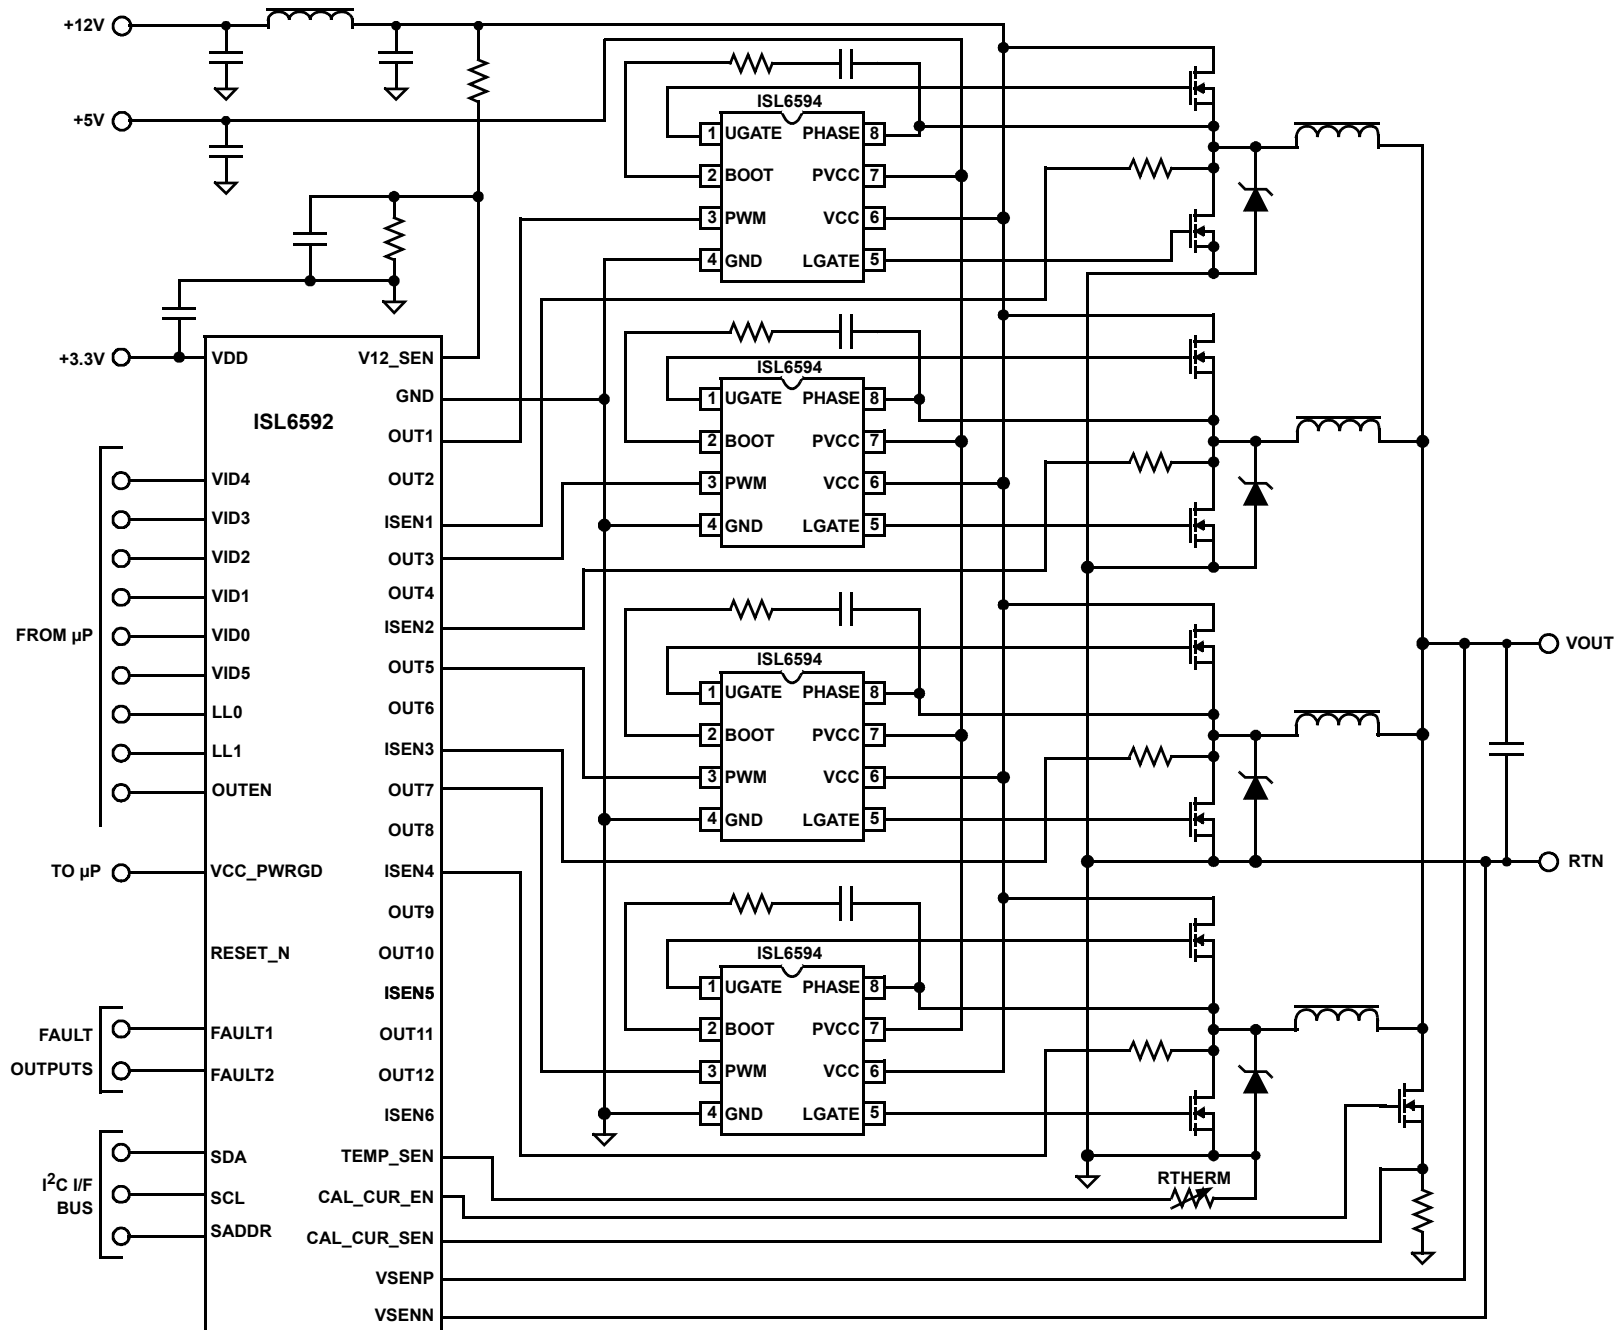 +12V
+5V
+3.3V
VDD
V12_SEN
GND
ISL6592
OUT1
VID4
OUT2
VID3
ISEN1
VID2
OUT3
VID1
OUT4
FROM µP
VID0
ISEN2
VID5
OUT5
LL0
OUT6
LL1
ISEN3
OUTEN
OUT7
OUT8
TO µP
VCC_PWRGD
ISEN4
OUT9
RESET_N
OUT10
ISEN5
FAULT
OUTPUTS
FAULT1
OUT11
FAULT2
OUT12
ISEN6
I2C I/F
BUS
SDA
TEMP_SEN
SCL
CAL_CUR_EN
SADDR
CAL_CUR_SEN
VSENP
VSENN
ISL6594
1 UGATE PHASE 8
2 BOOT PVCC 7
3 PWM VCC 6
4 GND LGATE 5
ISL6594
1 UGATE PHASE 8
2 BOOT PVCC 7
3 PWM VCC 6
4 GND LGATE 5
ISL6594
1 UGATE PHASE 8
2 BOOT PVCC 7
3 PWM VCC 6
4 GND LGATE 5
ISL6594
1 UGATE PHASE 8
2 BOOT PVCC 7
3 PWM VCC 6
4 GND LGATE 5
RTHERM
VOUT
RTN